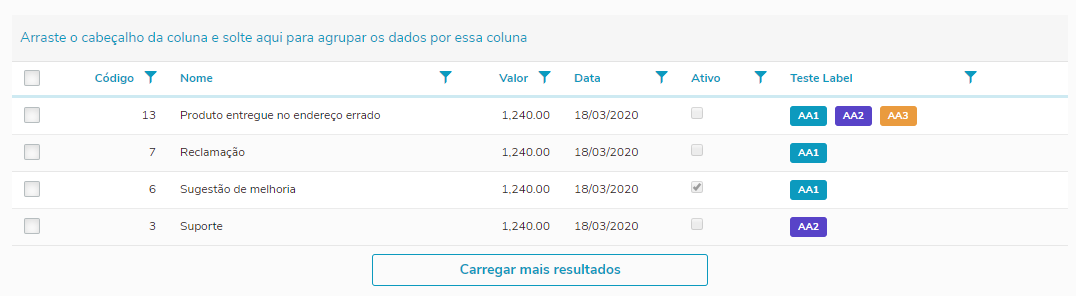 Arraste o cabeçalho da coluna e solte aqui para agrupar os dados por essa coluna
Código Nome Valor Data Ativo Teste Label
13 Produto entregue no endereço errado 1,240.00 18/03/2020 AA1 AA2 AA3
7 Reclamação 1,240.00 18/03/2020 AA1
6 Sugestão de melhoria 1,240.00 18/03/2020 AA1
3 Suporte 1,240.00 18/03/2020 AA2
Carregar mais resultados